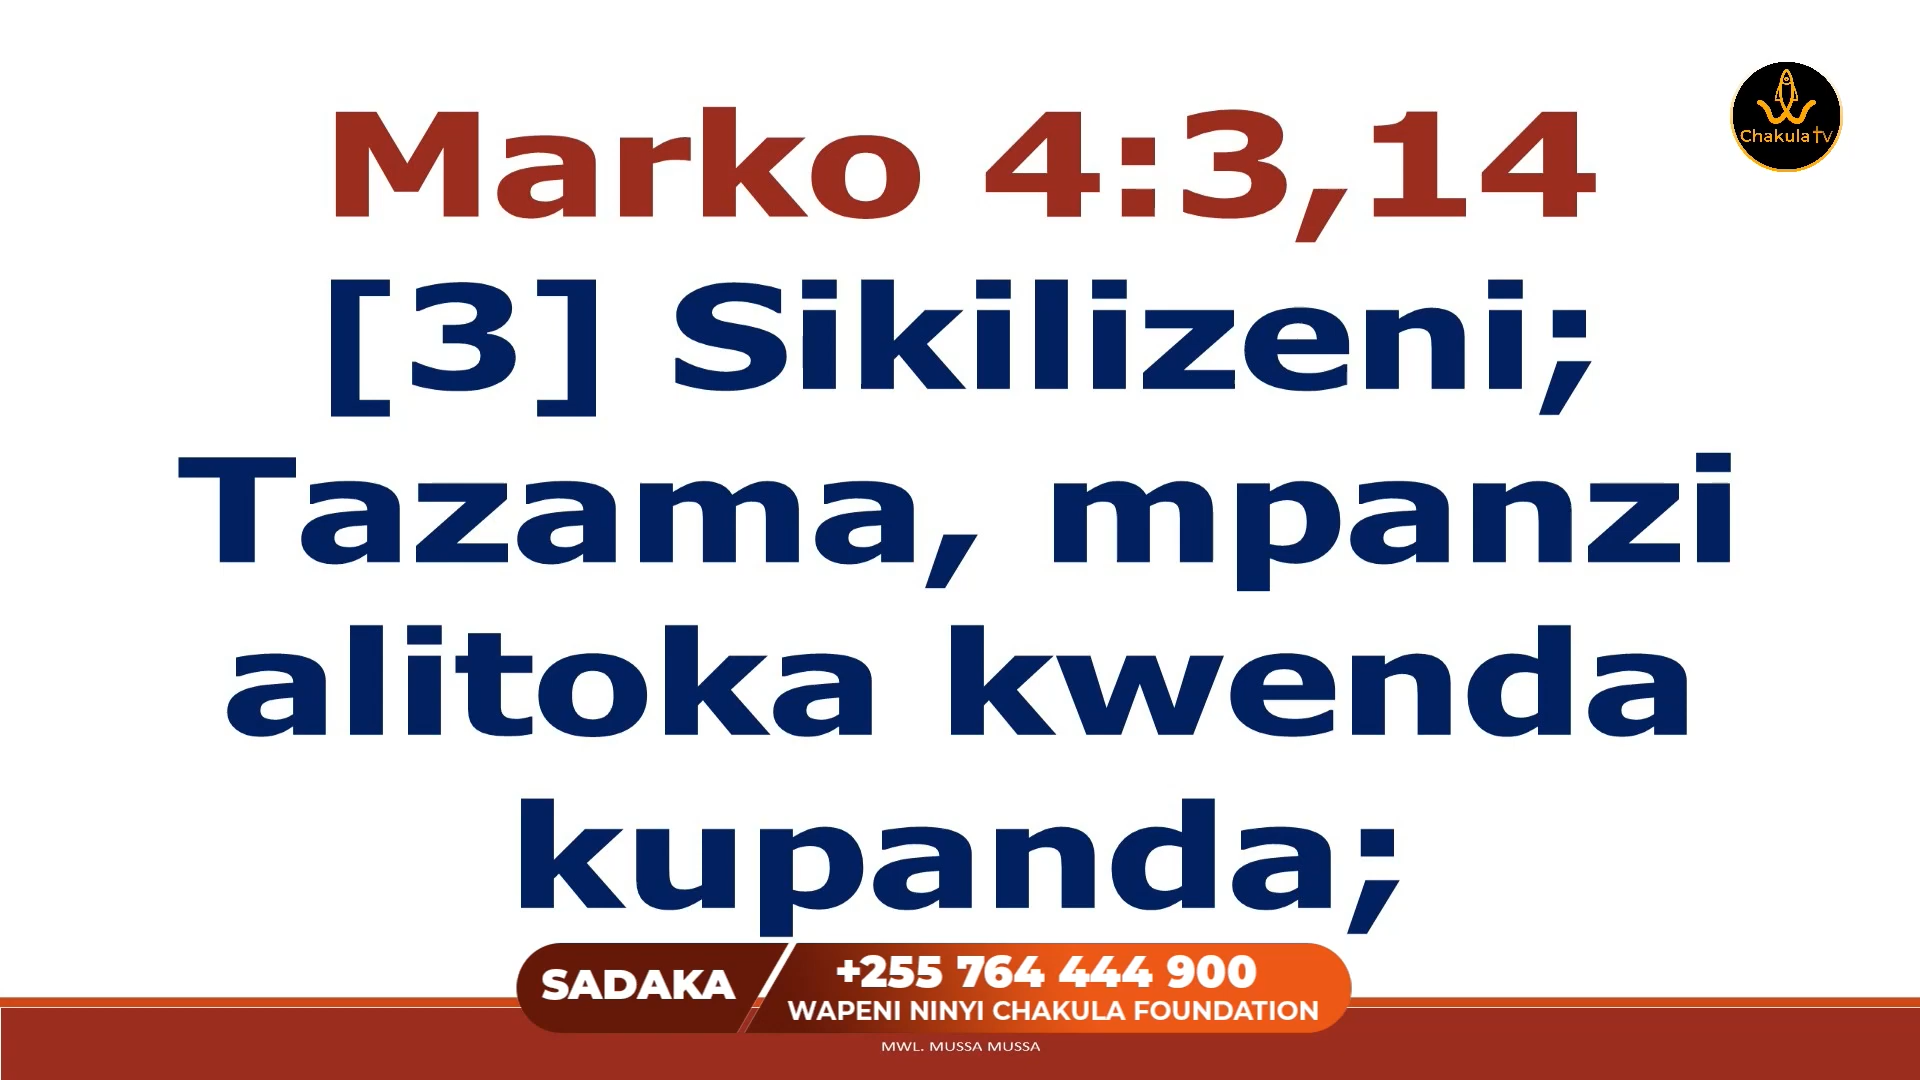 Marko 4:3,14
[3] Sikilizeni;
Tazama, mpanzi
alitoka kwenda
kupanda;
Chakula tv
SADAKA
+255 764 444 900
WAPENI NINYI CHAKULA FOUNDATION
MWL. MUSSA MUSSA